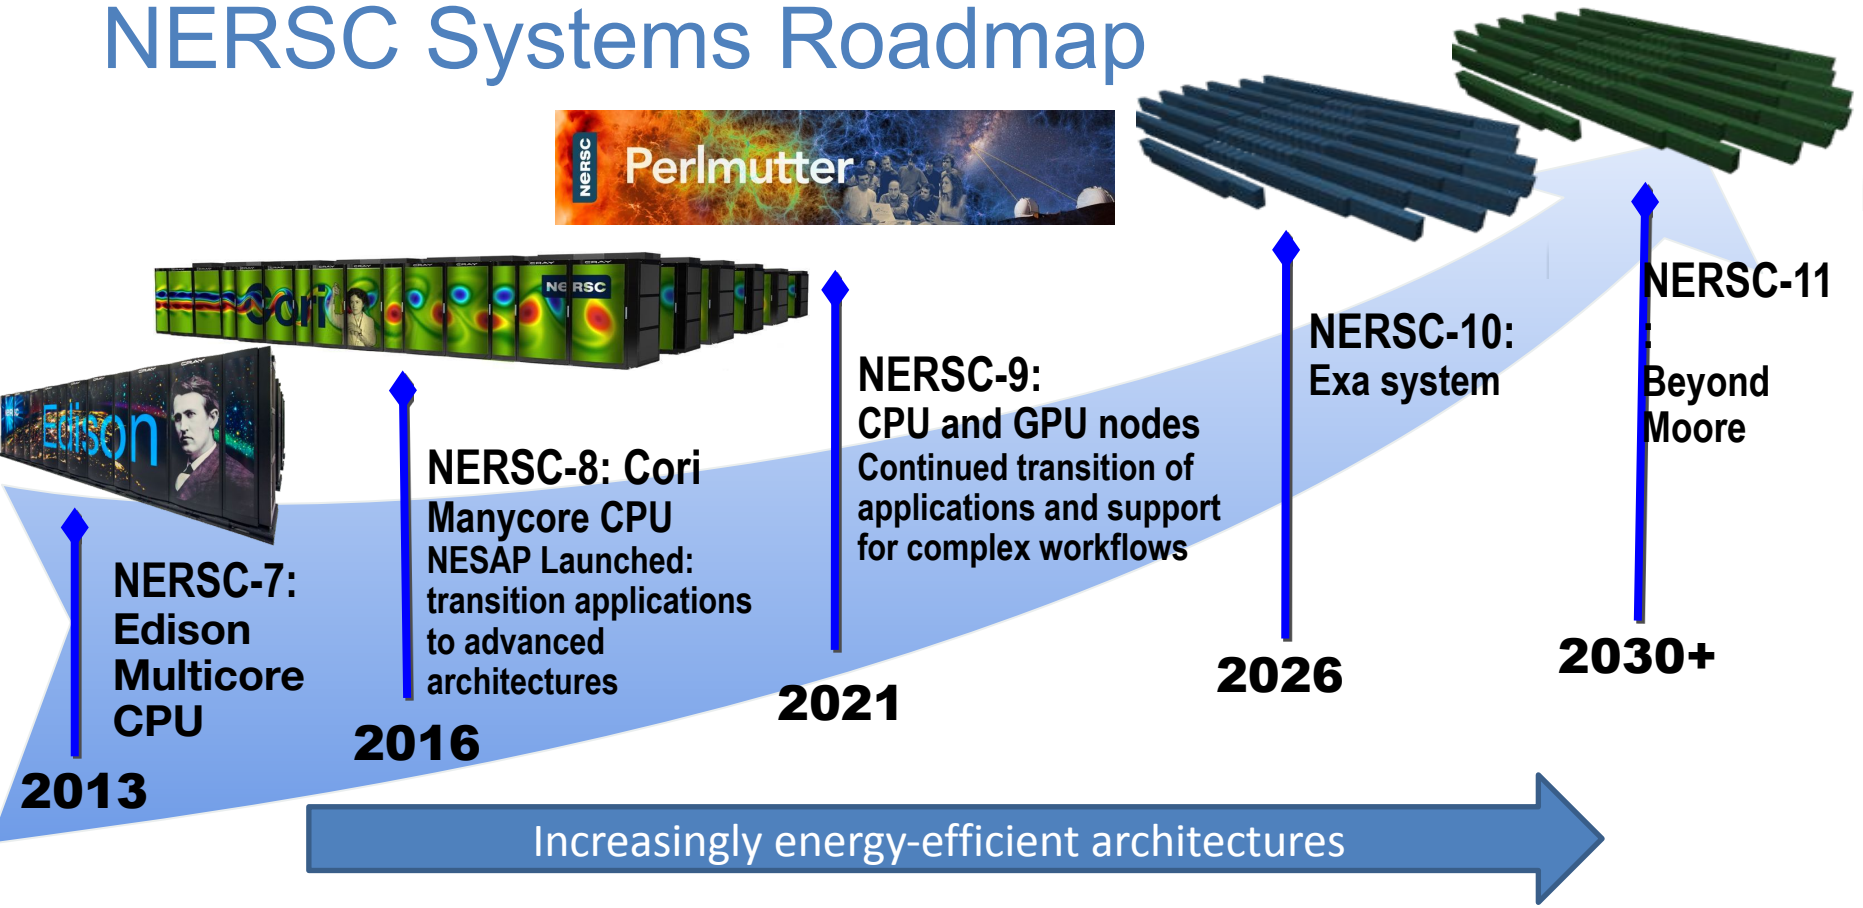 NERSC Systems Roadmap
NERSC
Perlmutter
Cori
NERSC
Edison
NERSC-7:
Edison
Multicore
CPU
2013
NERSC-8: Cori
Manycore CPU
NESAP Launched:
transition applications
to advanced
architectures
2016
NERSC-9:
CPU and GPU nodes
Continued transition of
applications and support
for complex workflows
2021
NERSC-10:
Exa system
2026
NERSC-11
:
Beyond
Moore
2030+
Increasingly energy-efficient architectures